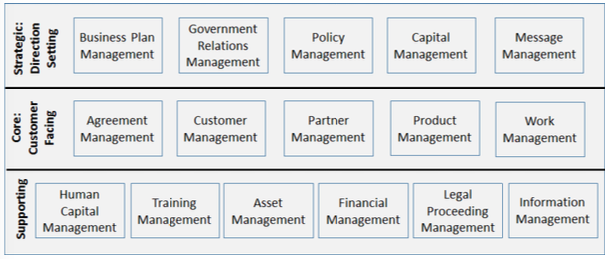 Strategic:
Direction
Setting
Business Plan
Management
Government
Relations
Management
Policy
Management
Capital
Management
Message
Management
Core:
Customer
Facing
Agreement
Management
Customer
Management
Partner
Management
Product
Management
Work
Management
Supporting
Human
Capital
Management
Training
Management
Asset
Management
Financial
Management
Legal
Proceeding
Management
Information
Management